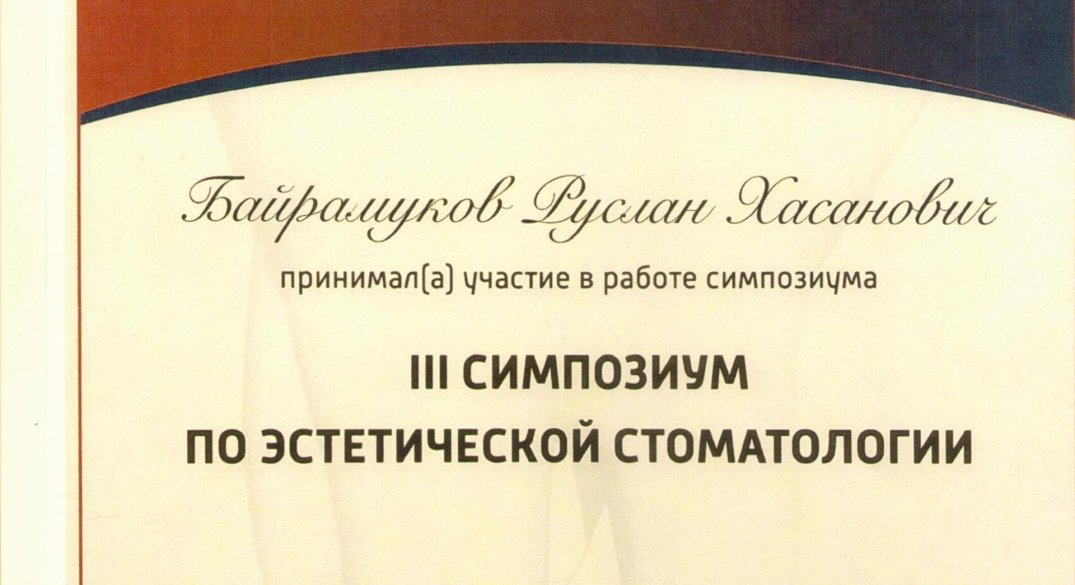 Байрамуков Руслан Хасанович
принимал(а) участие в работе симпозиума
III СИМПОЗИУМ
ПО ЭСТЕТИЧЕСКОЙ СТОМАТОЛОГИИ